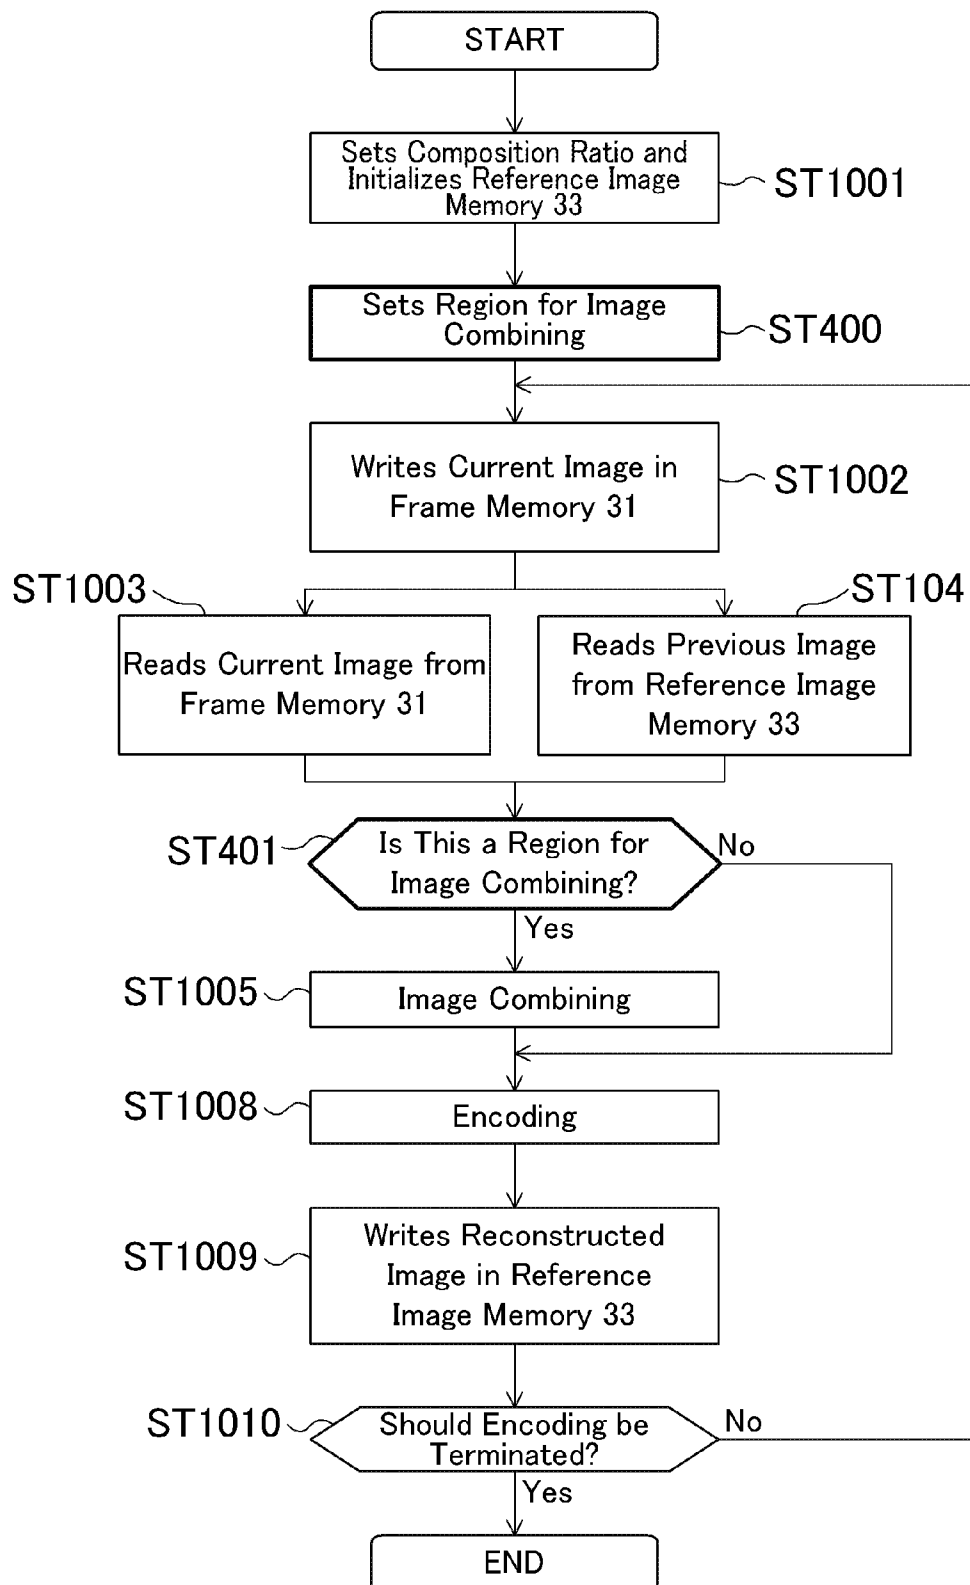 START
Sets Composition Ratio and
Initializes Reference Image
Memory 33
ST1001
Sets Region for Image
Combining
ST400
Writes Current Image in
Frame Memory 31
ST1002
ST1003
ST104
Reads Current Image from
Frame Memory 31
Reads Previous Image
from Reference Image
Memory 33
ST401
Is This a Region for
Image Combining?
No
Yes
ST1005
Image Combining
ST1008
Encoding
ST1009
Writes Reconstructed
Image in Reference
Image Memory 33
ST1010
Should Encoding be
Terminated?
No
Yes
END